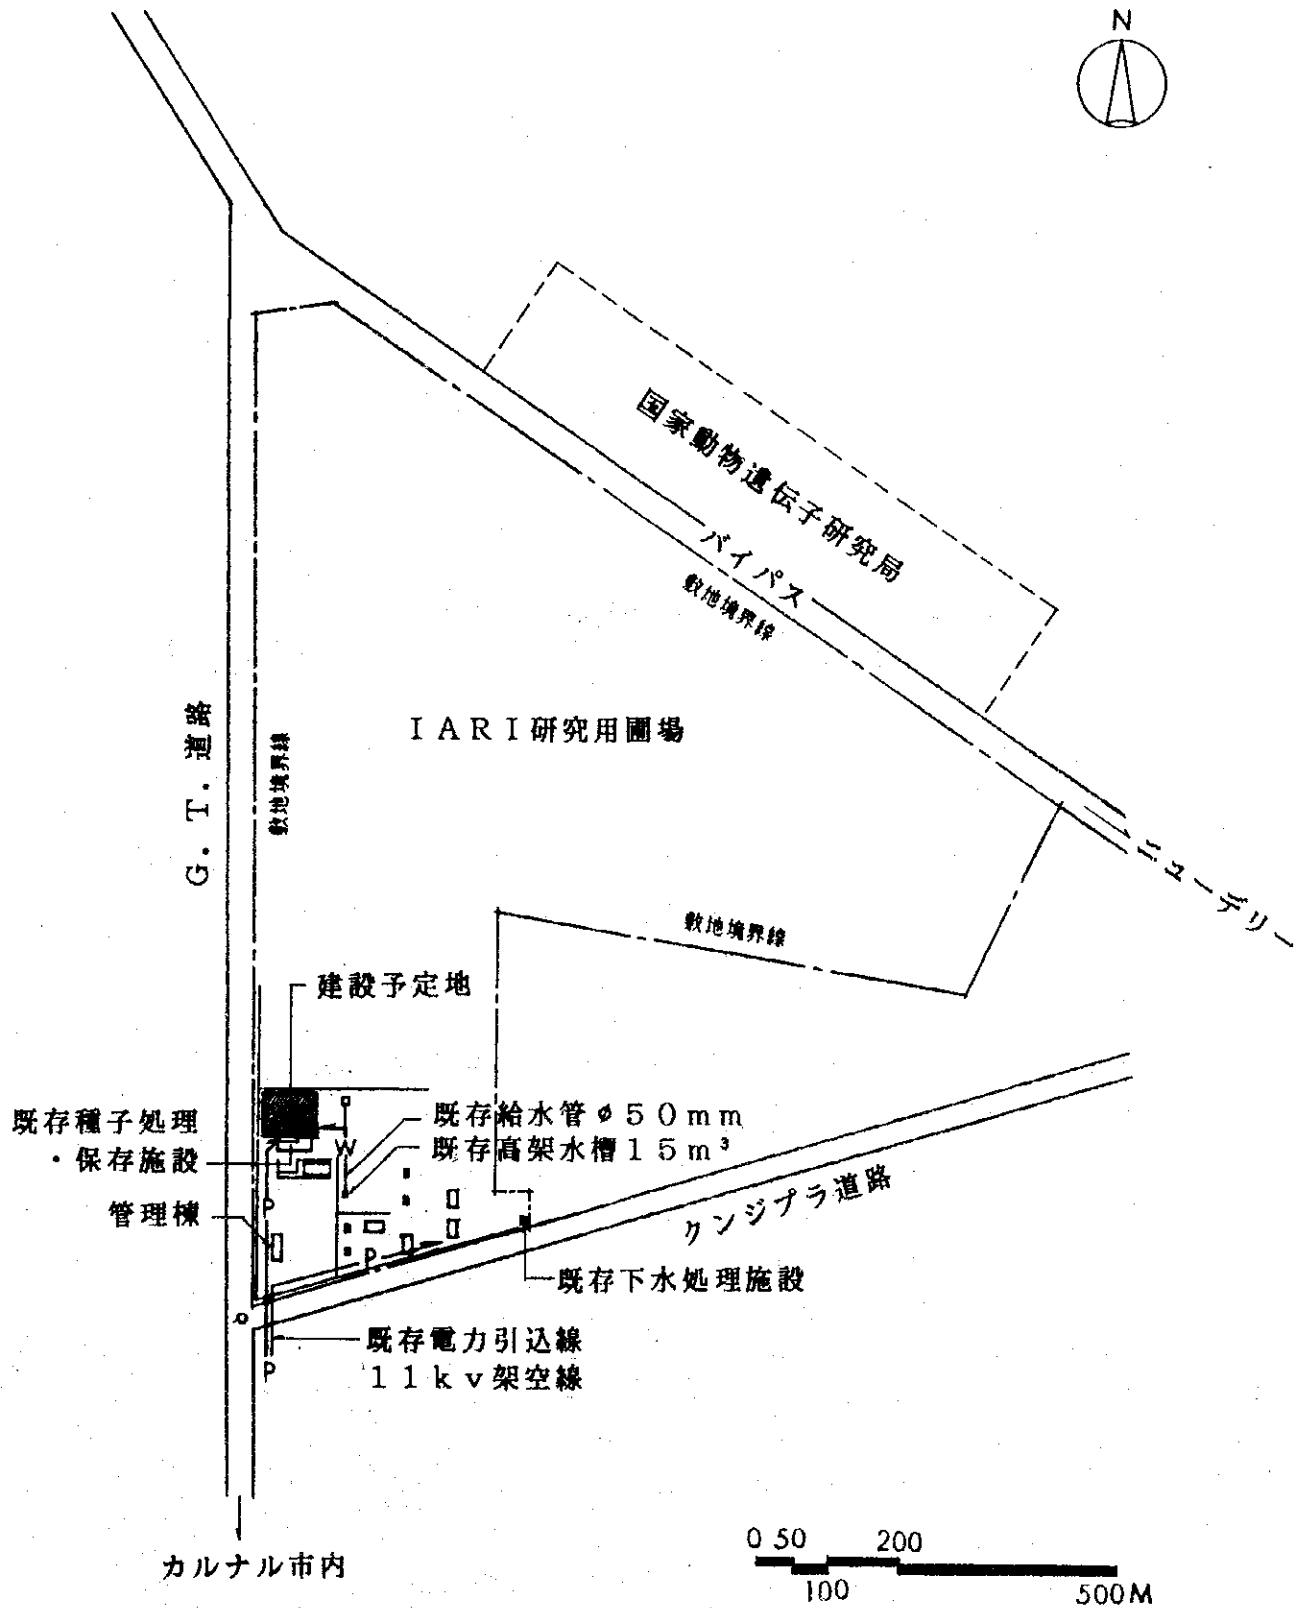 N
国家動物遺伝子研究局
バイパス
敷地境界線
ＩＡＲＩ研究用圃場
G．T．道路
敷地境界線
ニューデリー
敷地境界線
建設予定地
既存種子処理
・保存施設
既存給水管φ５０mm
既存高架水槽１５m³
W
管理棟
P
P
クンジプラ道路
既存下水処理施設
既存電力引込線
１１ｋｖ架空線
P
カルナル市内
0 50 200
100 500M